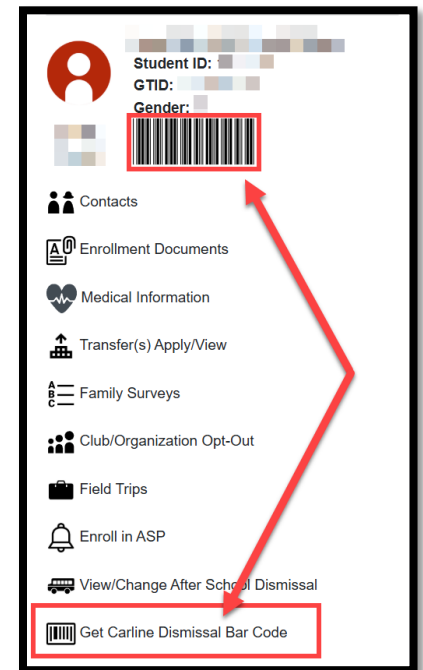 Student ID:
GTID:
Gender:
Contacts
Enrollment Documents
Medical Information
Transfer(s) Apply/View
Family Surveys
Club/Organization Opt-Out
Field Trips
Enroll in ASP
View/Change After School Dismissal
Get Carline Dismissal Bar Code